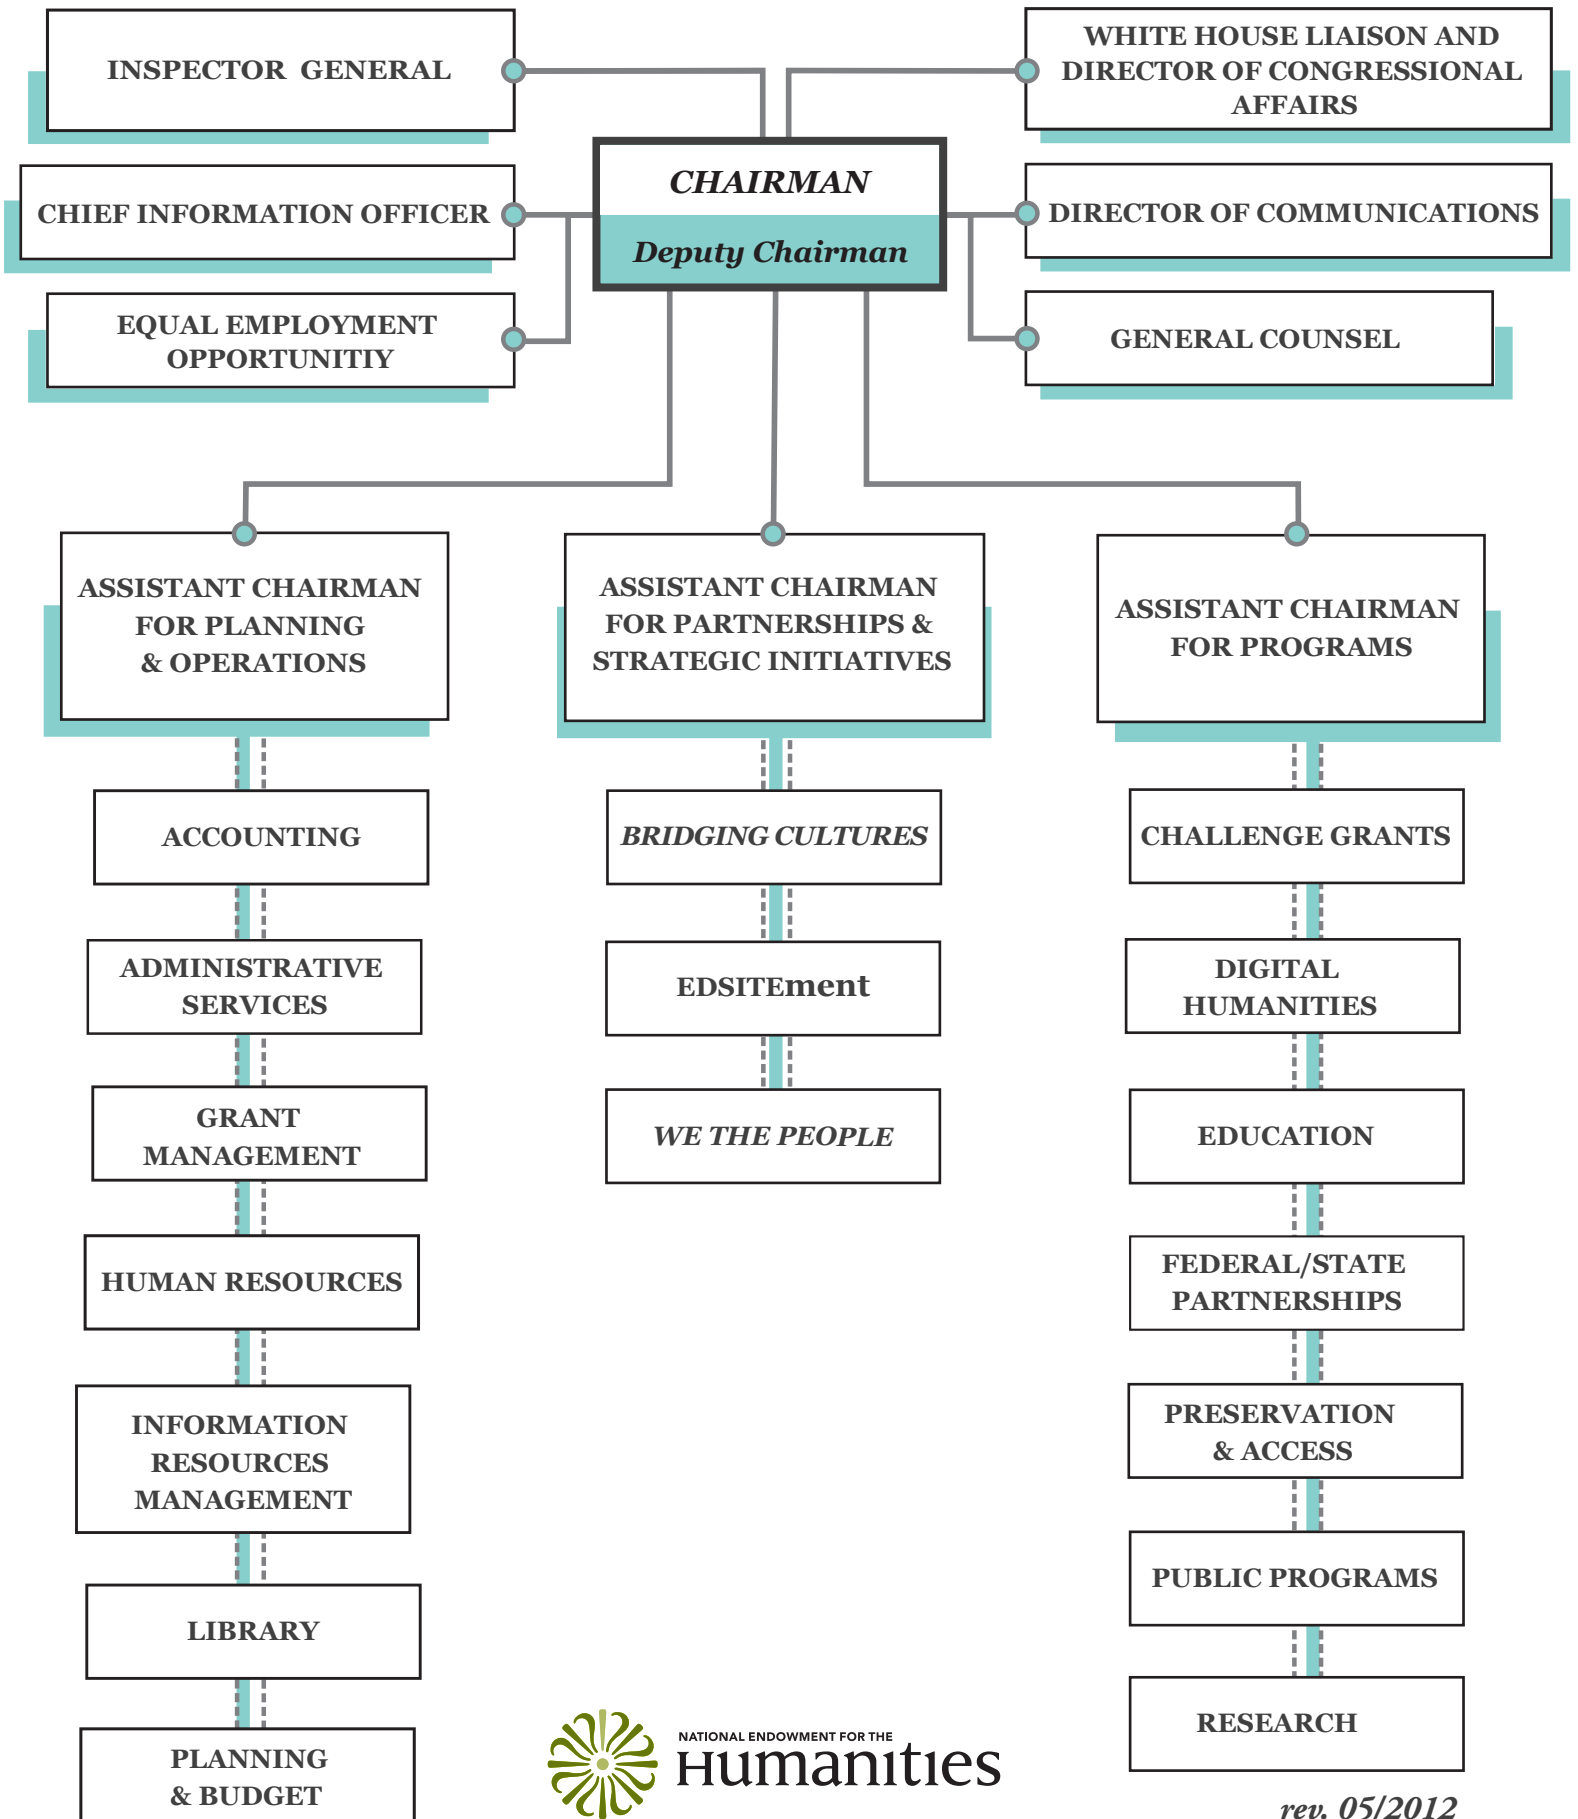 INSPECTOR GENERAL
WHITE HOUSE LIAISON AND
DIRECTOR OF CONGRESSIONAL
AFFAIRS
CHAIRMAN
Deputy Chairman
CHIEF INFORMATION OFFICER
DIRECTOR OF COMMUNICATIONS
EQUAL EMPLOYMENT
OPPORTUNITIY
GENERAL COUNSEL
ASSISTANT CHAIRMAN
FOR PLANNING
& OPERATIONS
ACCOUNTING
ADMINISTRATIVE
SERVICES
GRANT
MANAGEMENT
HUMAN RESOURCES
INFORMATION
RESOURCES
MANAGEMENT
LIBRARY
PLANNING
& BUDGET
ASSISTANT CHAIRMAN
FOR PARTNERSHIPS &
STRATEGIC INITIATIVES
BRIDGING CULTURES
EDSITEment
WE THE PEOPLE
ASSISTANT CHAIRMAN
FOR PROGRAMS
CHALLENGE GRANTS
DIGITAL
HUMANITIES
EDUCATION
FEDERAL/STATE
PARTNERSHIPS
PRESERVATION
& ACCESS
PUBLIC PROGRAMS
RESEARCH
NATIONAL ENDOWMENT FOR THE
Humanities
rev. 05/2012